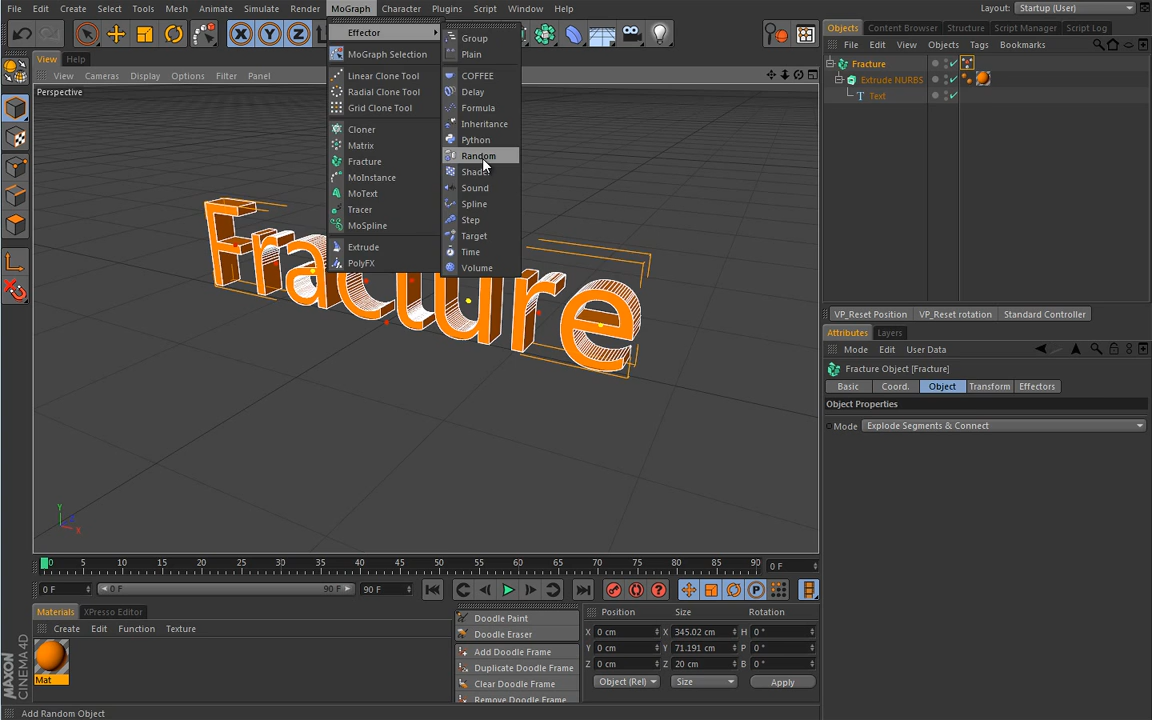 File Edit Create Select Tools Mesh Animate Simulate Render MoGraph Character Plugins Script Window Help Layout: Startup (User)
X Y Z
View Help
View Cameras Display Options Filter Panel
Perspective
Effector
MoGraph Selection
Linear Clone Tool
Radial Clone Tool
Grid Clone Tool
Cloner
Matrix
Fracture
MoInstance
MoText
Tracer
MoSpline
Extrude
PolyFX
Group
Plain
COFFEE
Delay
Formula
Inheritance
Python
Random
Shader
Sound
Spline
Step
Target
Time
Volume
Fracture
Y
X
Objects Content Browser Structure Script Manager Script Log
File Edit View Objects Tags Bookmarks
Fracture
Extrude NURBS
Text
VP_Reset Position VP_Reset rotation Standard Controller
Attributes Layers
Mode Edit User Data
Fracture Object [Fracture]
Basic Coord. Object Transform Effectors
Object Properties
Mode Explode Segments & Connect
0 5 10 15 20 25 30 35 40 45 50 55 60 65 70 75 80 85 90 0 F
0 F 0 F 90 F 90 F
Materials XPresso Editor
Create Edit Function Texture
Mat
MAXON
CINEMA 4D
Doodle Paint
Doodle Eraser
Add Doodle Frame
Duplicate Doodle Frame
Clear Doodle Frame
Remove Doodle Frame
Position Size Rotation
X 0 cm X 345.02 cm H 0 °
Y 0 cm Y 71.191 cm P 0 °
Z 0 cm Z 20 cm B 0 °
Object (Rel) Size Apply
Add Random Object